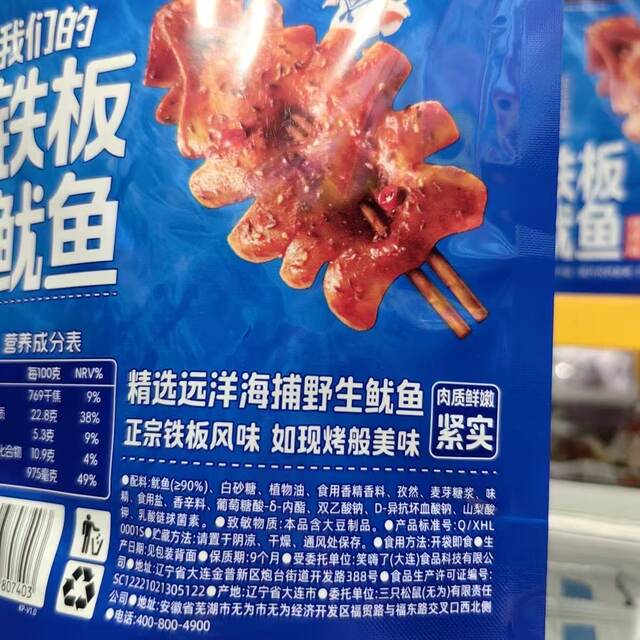 我们的
铁板
鱿鱼
铁板
鱿鱼
营养成分表
每100克 NRV%
769千焦 9%
质 22.8克 38%
5.3克 9%
化合物 10.9克 4%
975毫克 49%
精选远洋海捕野生鱿鱼
正宗铁板风味 如现烤般美味
肉质鲜嫩
紧实
●配料:鱿鱼(≥90%)、白砂糖、植物油、食用香精香料、孜然、麦芽糖浆、味
精、食用盐、香辛料、葡萄糖酸-δ-内酯、双乙酸钠、D-异抗坏血酸钠、山梨酸
钾、乳酸链球菌素。●致敏物质:本品含大豆制品。●产品标准号:Q/XHL
0001S●贮藏方法:请置于阴凉、干燥、通风处保存。●食用方法:开袋即食●生
产日期:见包装背面●保质期:9个月●受委托单位:笑嗨了(大连)食品科技有限公
司●地址:辽宁省大连金普新区炮台街道开发路388号●食品生产许可证编号:
SC12221021305122●产地:辽宁省大连市●委托单位:三只松鼠(无为)有限责任
公司●地址:安徽省芜湖市无为市无为经济开发区福贸路与福东路交叉口西北侧
●电话:400-800-4900
807403
KP-V1.0